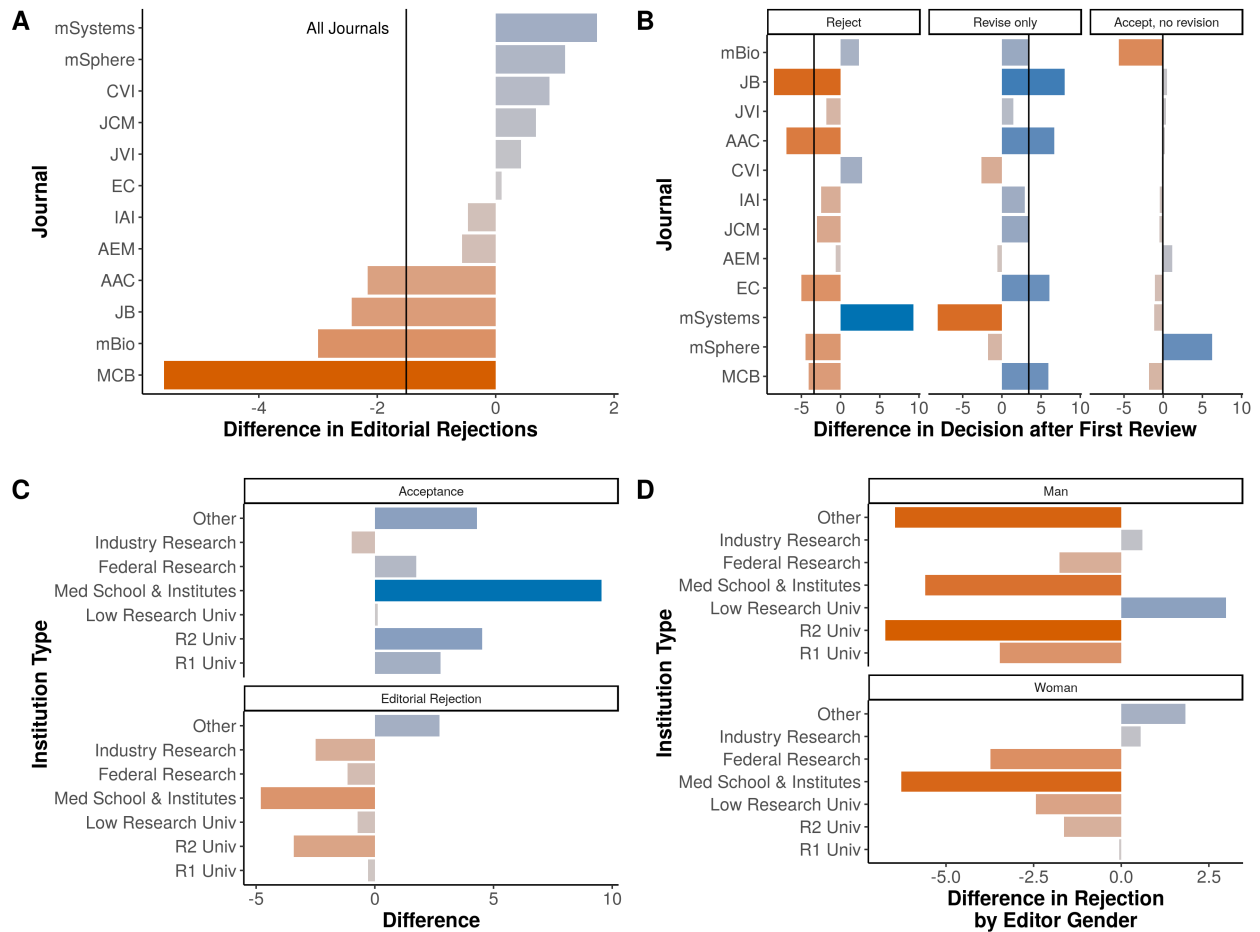 A
All Journals
Journal
mSystems
mSphere
CVI
JCM
JVI
EC
IAI
AEM
AAC
JB
mBio
MCB
-4
-2
0
2
Difference in Editorial Rejections
B
Reject
Revise only
Accept, no revision
Journal
mBio
JB
JVI
AAC
CVI
IAI
JCM
AEM
EC
mSystems
mSphere
MCB
-5
0
5
10
-5
0
5
10
-5
0
5
10
Difference in Decision after First Review
C
Acceptance
Institution Type
Other
Industry Research
Federal Research
Med School & Institutes
Low Research Univ
R2 Univ
R1 Univ
Editorial Rejection
Other
Industry Research
Federal Research
Med School & Institutes
Low Research Univ
R2 Univ
R1 Univ
-5
0
5
10
Difference
D
Man
Institution Type
Other
Industry Research
Federal Research
Med School & Institutes
Low Research Univ
R2 Univ
R1 Univ
Woman
Other
Industry Research
Federal Research
Med School & Institutes
Low Research Univ
R2 Univ
R1 Univ
-5.0
-2.5
0.0
2.5
Difference in Rejection
by Editor Gender